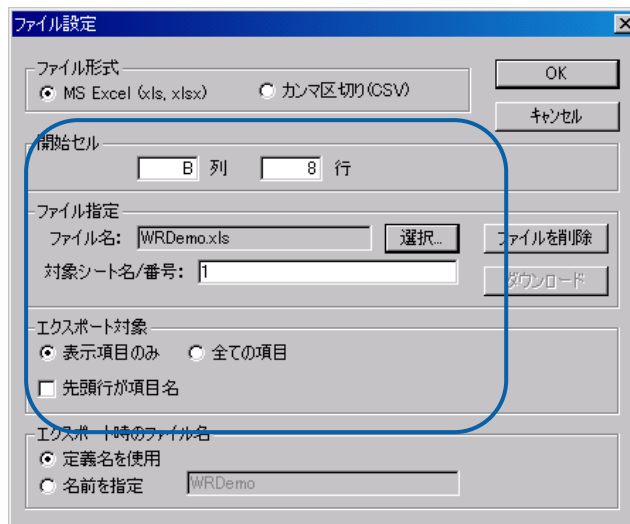 ファイル設定
ファイル形式
MS Excel (xls, xlsx)
カンマ区切り(CSV)
OK
キャンセル
開始セル
B 列 8 行
ファイル指定
ファイル名: WRDemo.xls 選択... ファイルを削除
対象シート名/番号: 1 ダウンロード
エクスポート対象
表示項目のみ 全ての項目
先頭行が項目名
エクスポート時のファイル名
定義名を使用
名前を指定 WRDemo